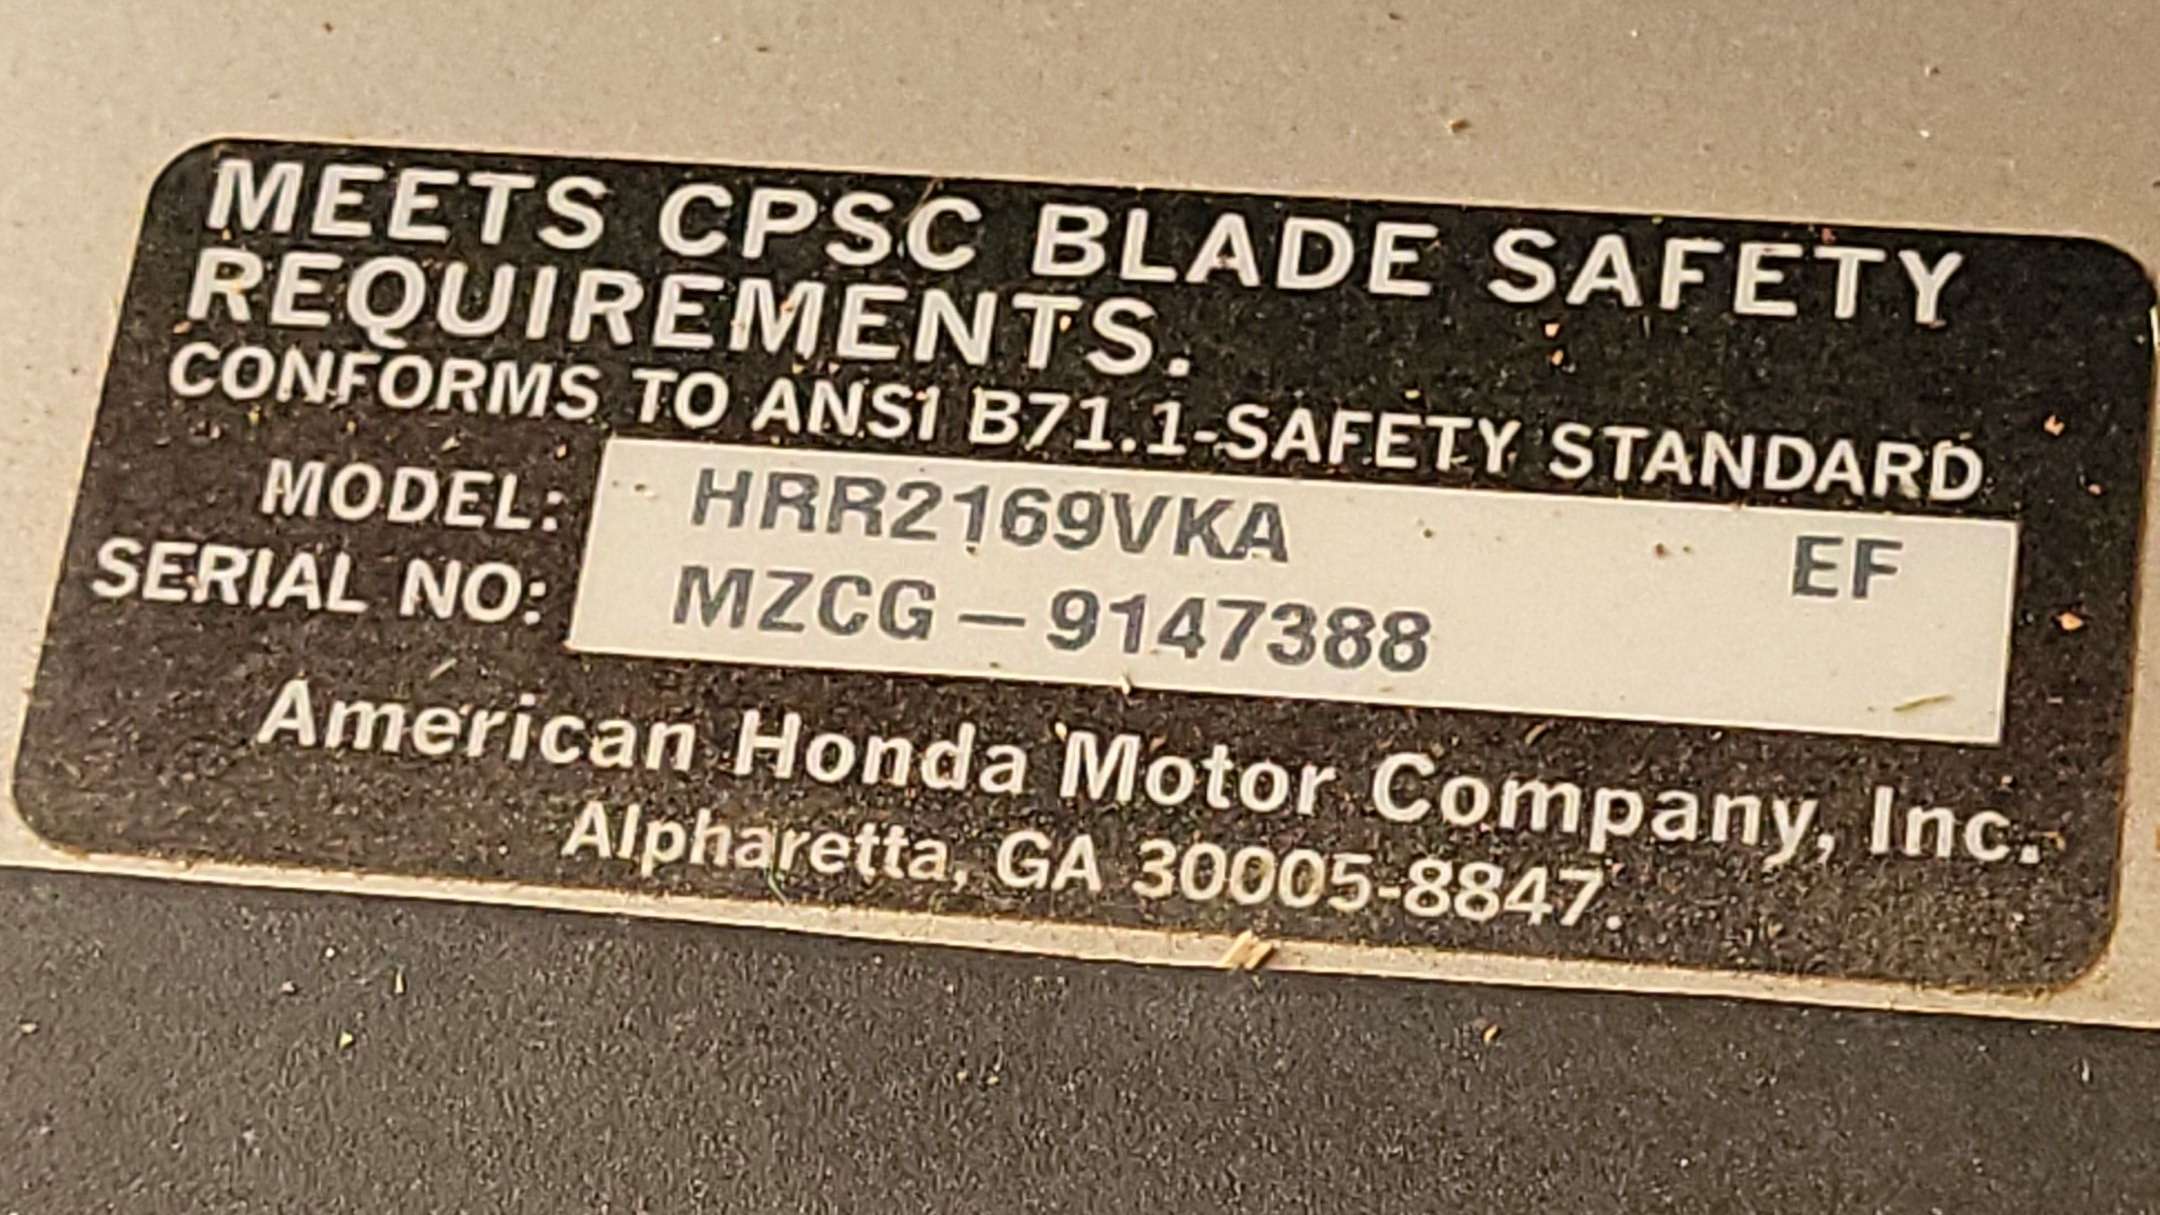 MEETS CPSC BLADE SAFETY
REQUIREMENTS.
CONFORMS TO ANSI B71.1-SAFETY STANDARD
MODEL: HRR2169VKA EF
SERIAL NO: MZCG – 9147388
American Honda Motor Company, Inc.
Alpharetta, GA 30005-8847.